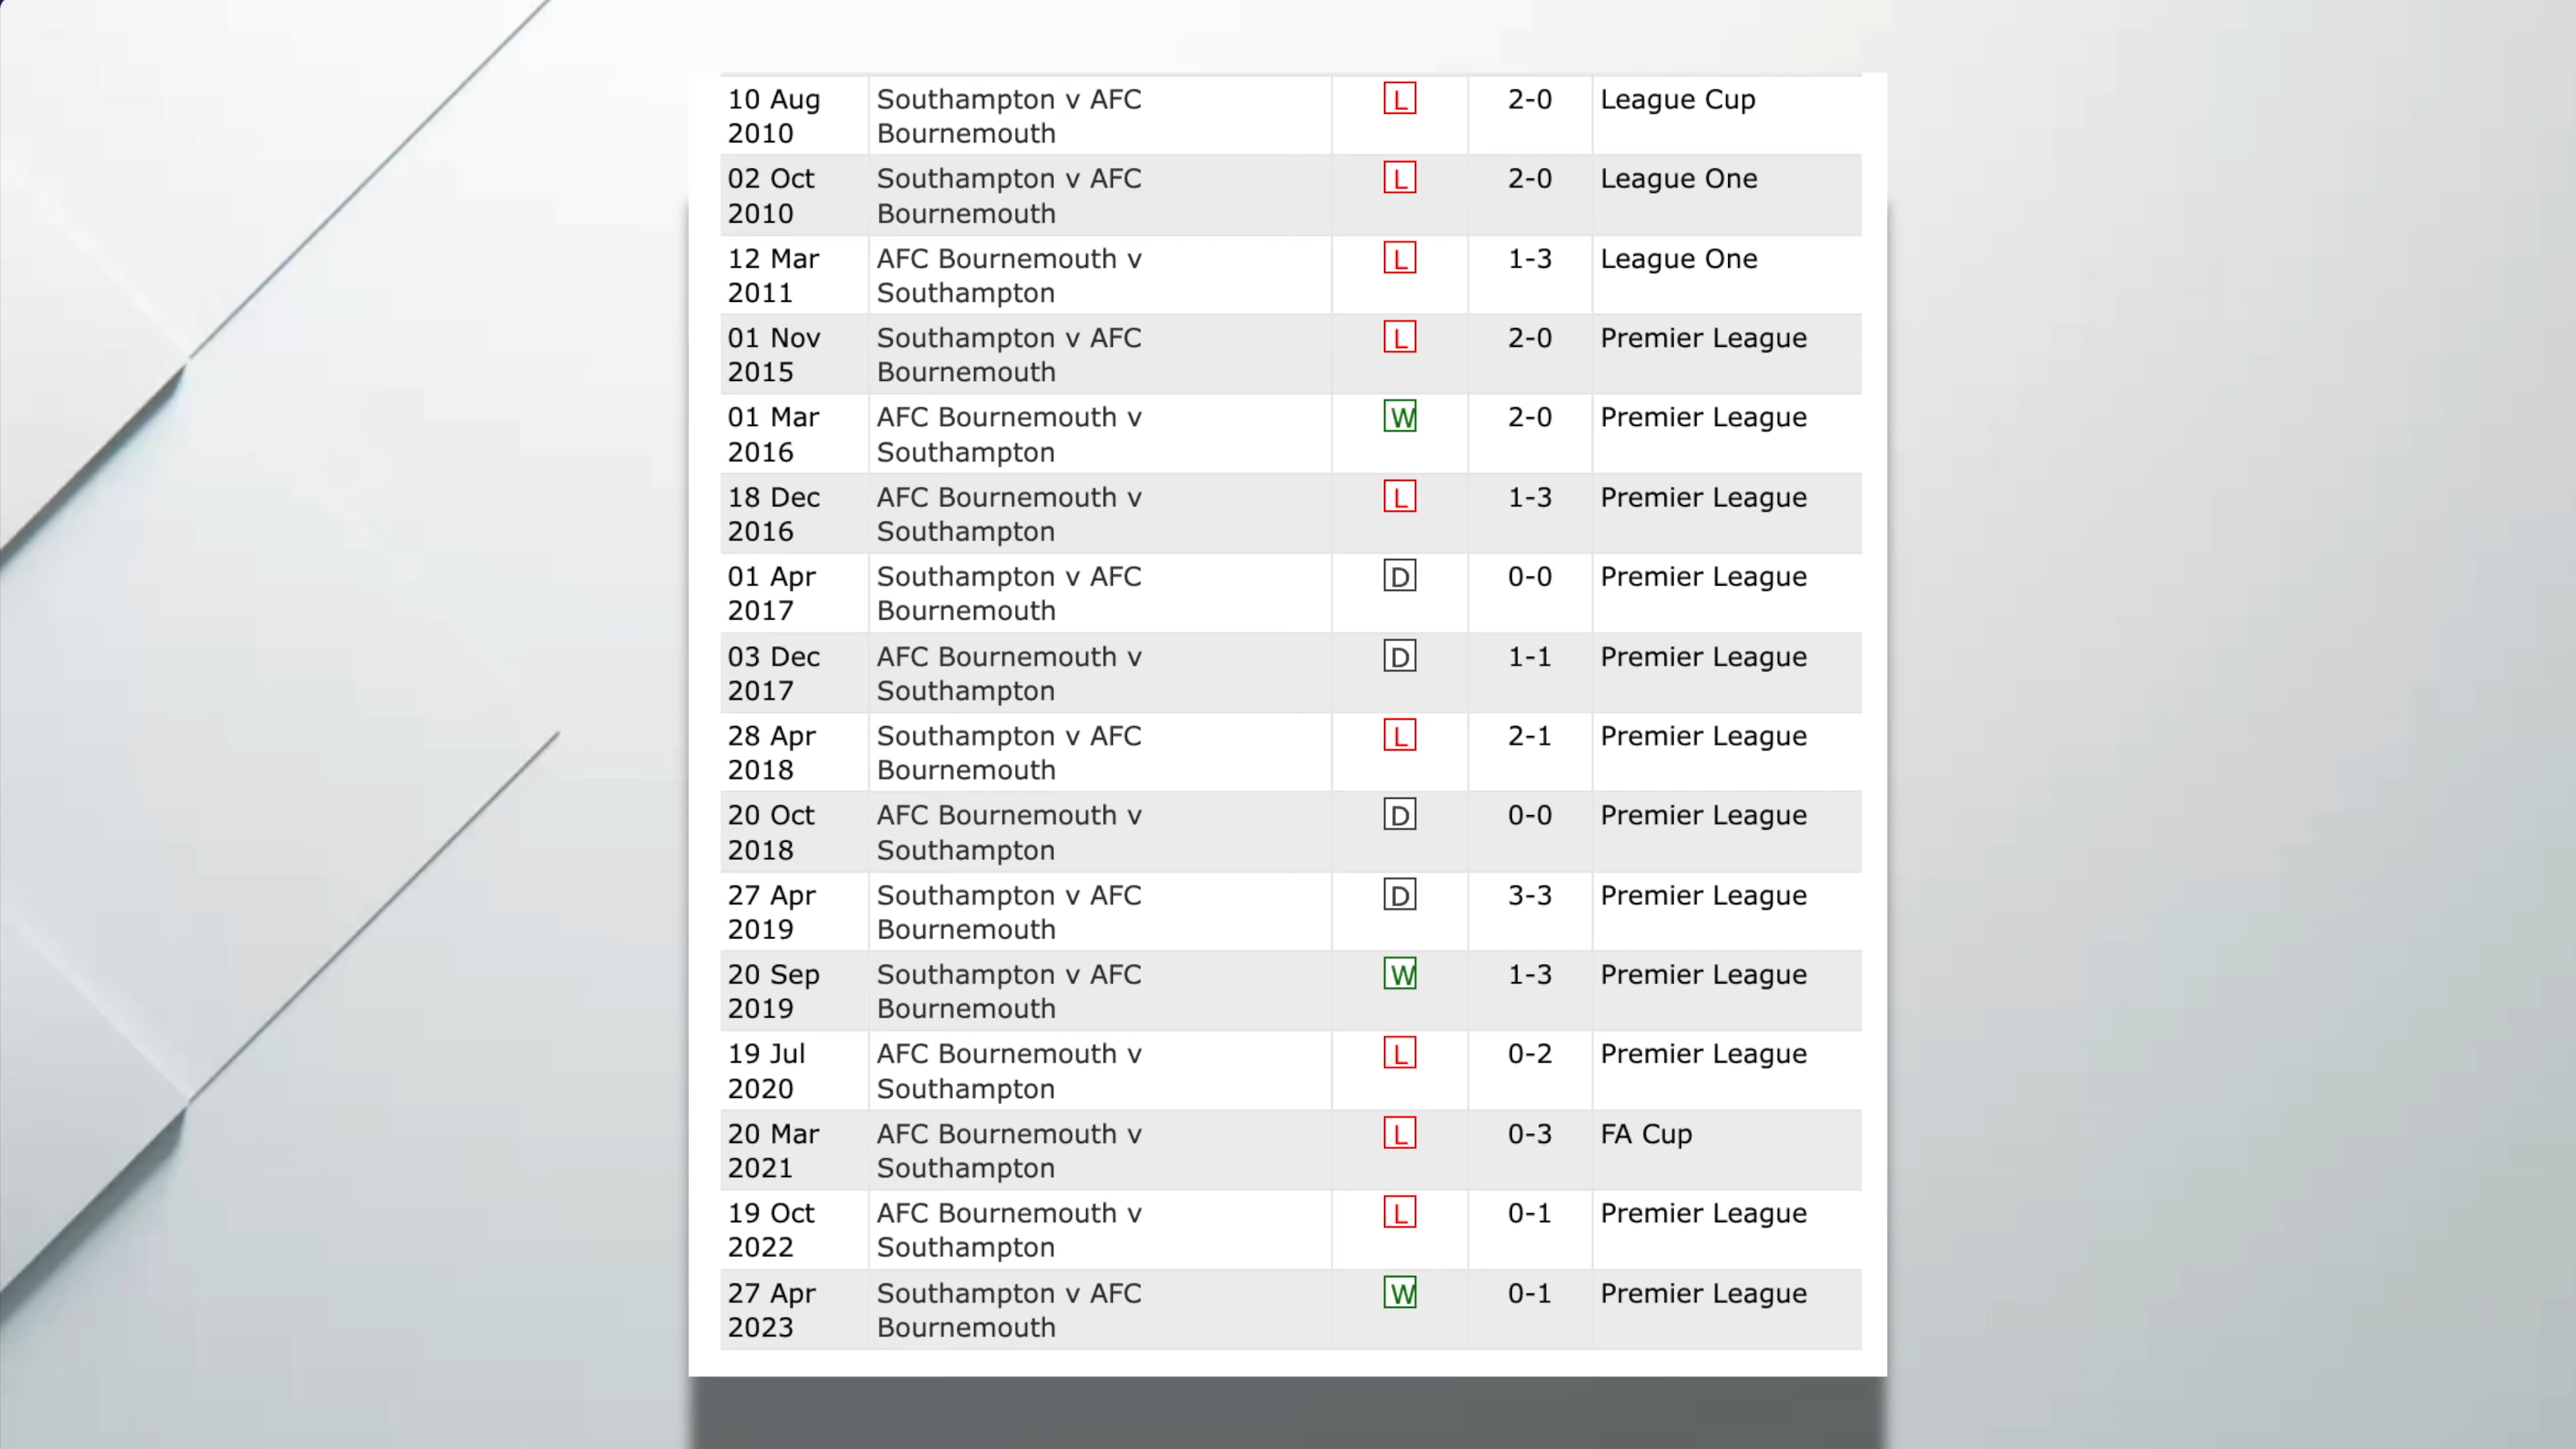 10 Aug Southampton v AFC L 2-0 League Cup
2010 Bournemouth
02 Oct Southampton v AFC L 2-0 League One
2010 Bournemouth
12 Mar AFC Bournemouth v L 1-3 League One
2011 Southampton
01 Nov Southampton v AFC L 2-0 Premier League
2015 Bournemouth
01 Mar AFC Bournemouth v W 2-0 Premier League
2016 Southampton
18 Dec AFC Bournemouth v L 1-3 Premier League
2016 Southampton
01 Apr Southampton v AFC D 0-0 Premier League
2017 Bournemouth
03 Dec AFC Bournemouth v D 1-1 Premier League
2017 Southampton
28 Apr Southampton v AFC L 2-1 Premier League
2018 Bournemouth
20 Oct AFC Bournemouth v D 0-0 Premier League
2018 Southampton
27 Apr Southampton v AFC D 3-3 Premier League
2019 Bournemouth
20 Sep Southampton v AFC W 1-3 Premier League
2019 Bournemouth
19 Jul AFC Bournemouth v L 0-2 Premier League
2020 Southampton
20 Mar AFC Bournemouth v L 0-3 FA Cup
2021 Southampton
19 Oct AFC Bournemouth v L 0-1 Premier League
2022 Southampton
27 Apr Southampton v AFC W 0-1 Premier League
2023 Bournemouth